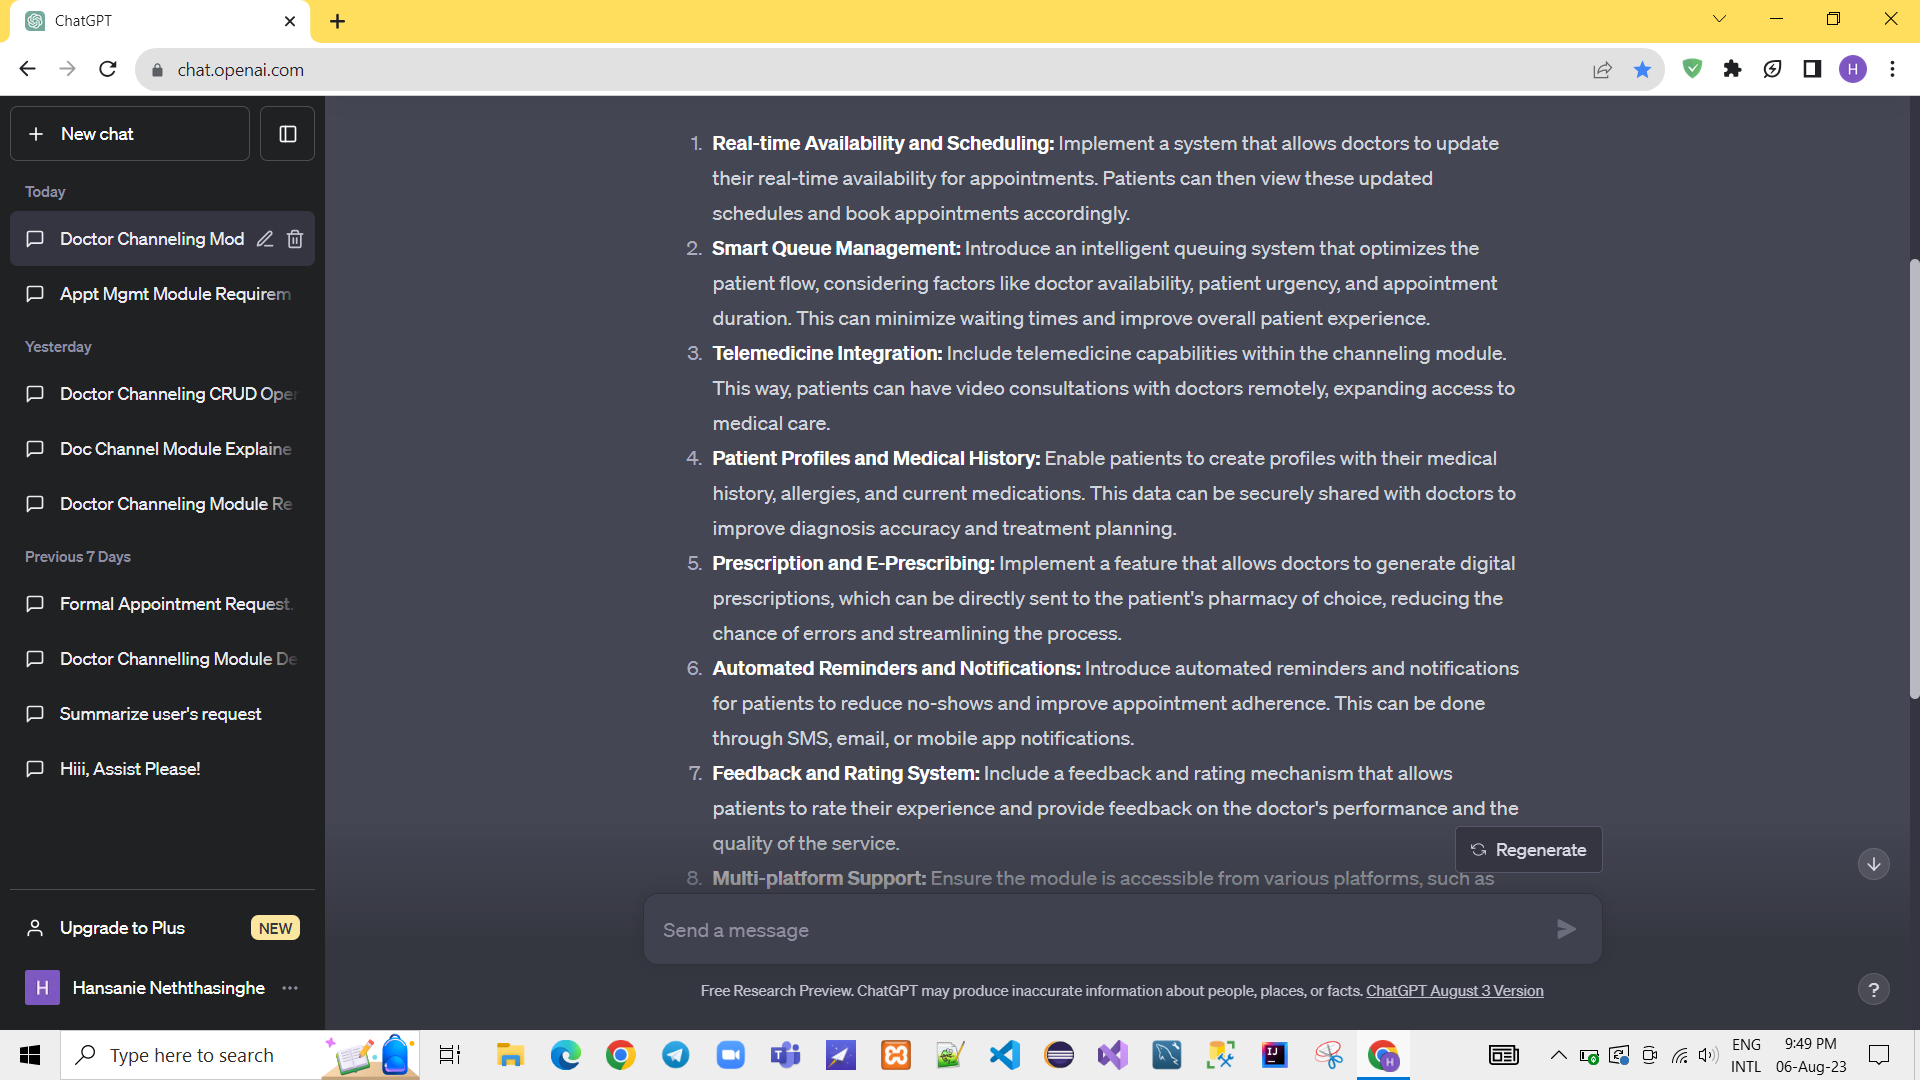 ChatGPT
chat.openai.com
H
New chat
Today
Doctor Channeling Mod
Appt Mgmt Module Requirem
Yesterday
Doctor Channeling CRUD Oper
Doc Channel Module Explaine
Doctor Channeling Module Re
Previous 7 Days
Formal Appointment Request.
Doctor Channelling Module De
Summarize user's request
Hiii, Assist Please!
Upgrade to Plus NEW
H Hansanie Neththasinghe
1. Real-time Availability and Scheduling: Implement a system that allows doctors to update
their real-time availability for appointments. Patients can then view these updated
schedules and book appointments accordingly.
2. Smart Queue Management: Introduce an intelligent queuing system that optimizes the
patient flow, considering factors like doctor availability, patient urgency, and appointment
duration. This can minimize waiting times and improve overall patient experience.
3. Telemedicine Integration: Include telemedicine capabilities within the channeling module.
This way, patients can have video consultations with doctors remotely, expanding access to
medical care.
4. Patient Profiles and Medical History: Enable patients to create profiles with their medical
history, allergies, and current medications. This data can be securely shared with doctors to
improve diagnosis accuracy and treatment planning.
5. Prescription and E-Prescribing: Implement a feature that allows doctors to generate digital
prescriptions, which can be directly sent to the patient's pharmacy of choice, reducing the
chance of errors and streamlining the process.
6. Automated Reminders and Notifications: Introduce automated reminders and notifications
for patients to reduce no-shows and improve appointment adherence. This can be done
through SMS, email, or mobile app notifications.
7. Feedback and Rating System: Include a feedback and rating mechanism that allows
patients to rate their experience and provide feedback on the doctor's performance and the
quality of the service.
8. Multi-platform Support: Ensure the module is accessible from various platforms, such as
Regenerate
Send a message
Free Research Preview. ChatGPT may produce inaccurate information about people, places, or facts. ChatGPT August 3 Version
?
Type here to search
ENG
INTL
9:49 PM
06-Aug-23